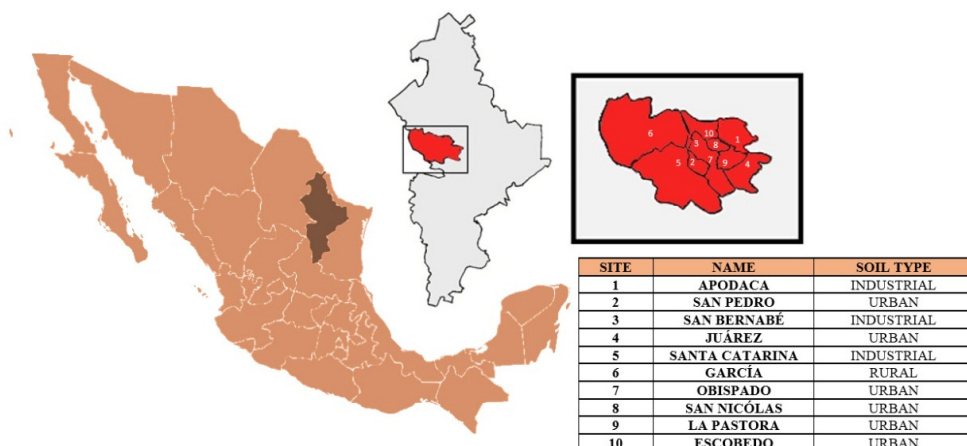 6
10
3
8
1
5
2
7
9
4
SITE NAME SOIL TYPE
1 APODACA INDUSTRIAL
2 SAN PEDRO URBAN
3 SAN BERNABÉ INDUSTRIAL
4 JUÁREZ URBAN
5 SANTA CATARINA INDUSTRIAL
6 GARCÍA RURAL
7 OBISPADO URBAN
8 SAN NICÓLAS URBAN
9 LA PASTORA URBAN
10 ESCOBEDO URBAN